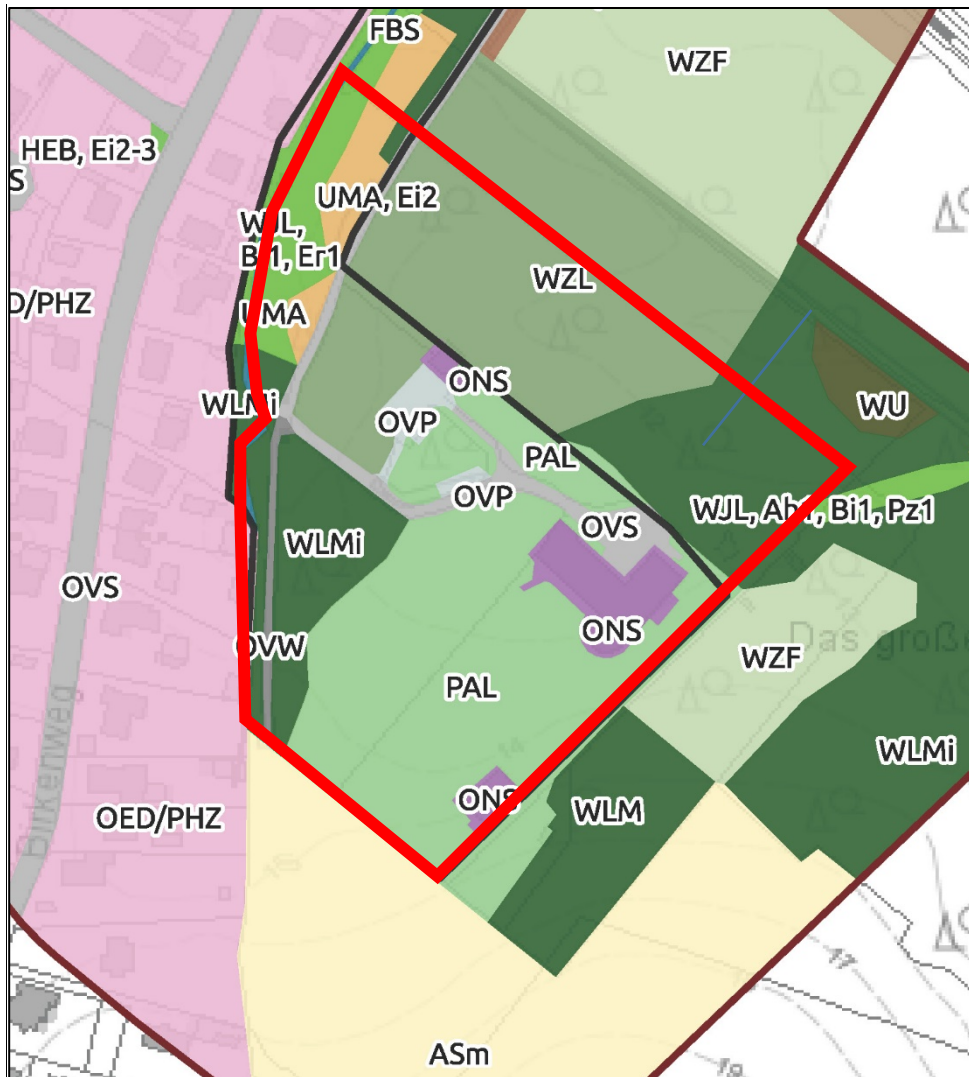 FBS
WZF
HEB, Ei2-3
S
UMA, Ei2
WJL,
Bi1, Er1
WZL
D/PHZ
UMA
ONS
WLMi
OVP
WU
PAL
OVP
WJL, Ah1, Bi1, Pz1
OVS
WLMi
OVS
ONS
Das große
OVW
WZF
PAL
WLMi
Birkenweg
ONS
WLM
OED/PHZ
17
ASm